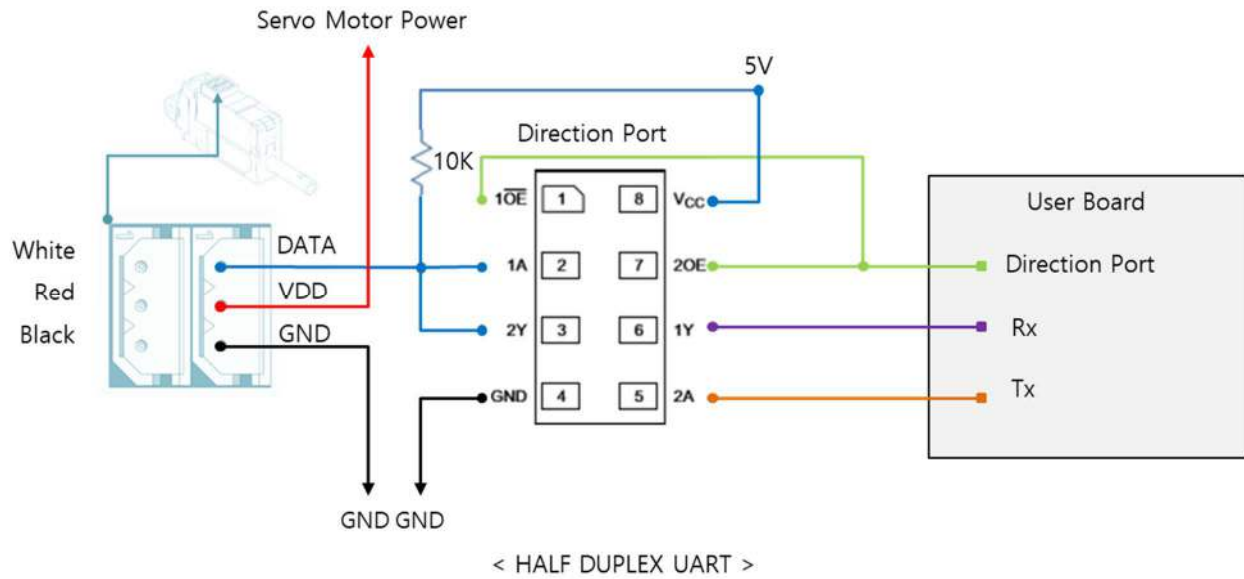 Servo Motor Power
5V
Direction Port
10K
1OE
1
8
VCC
User Board
White
DATA
1A
2
7
2OE
Direction Port
Red
VDD
Black
GND
2Y
3
6
1Y
Rx
GND
4
5
2A
Tx
GND GND
< HALF DUPLEX UART >